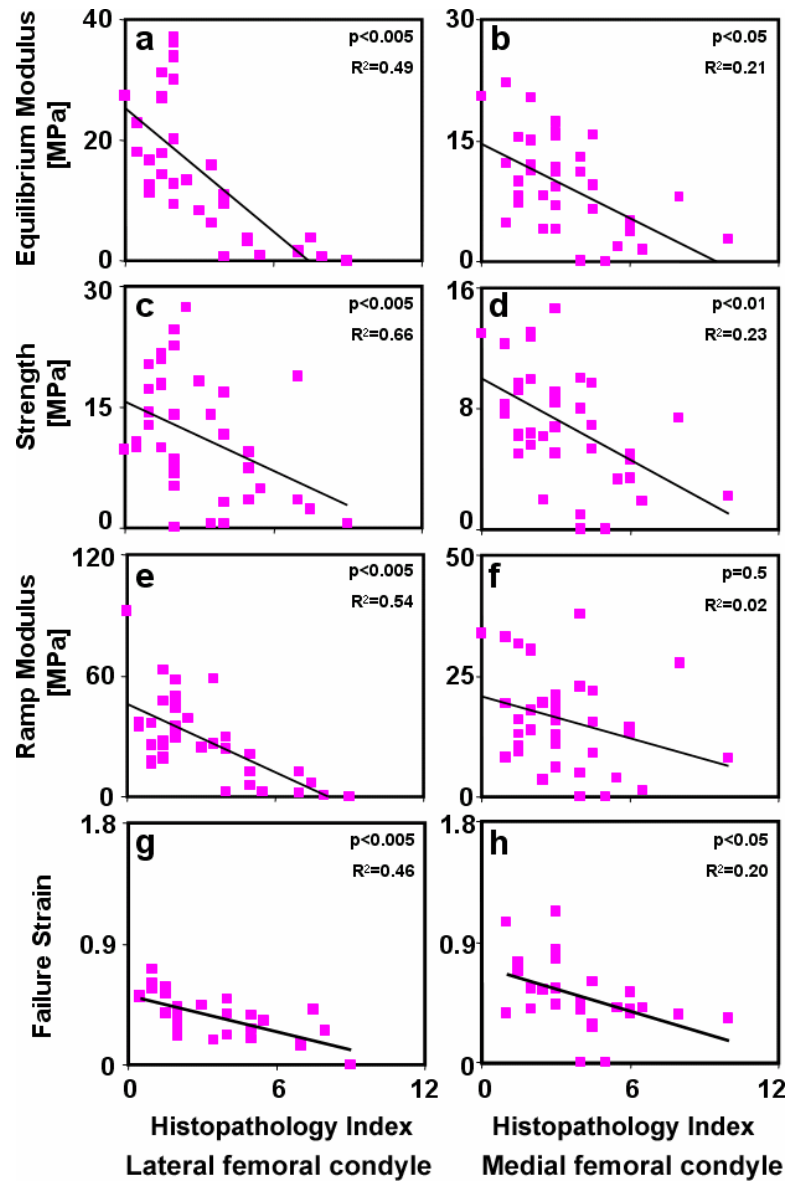 Equilibrium Modulus
[MPa]
40
20
0
a
p<0.005
R²=0.49
30
15
0
b
p<0.05
R²=0.21
Strength
[MPa]
30
15
0
c
p<0.005
R²=0.66
16
8
0
d
p<0.01
R²=0.23
Ramp Modulus
[MPa]
120
60
0
e
p<0.005
R²=0.54
50
25
0
f
p=0.5
R²=0.02
Failure Strain
1.8
0.9
0
g
p<0.005
R²=0.46
1.8
0.9
0
h
p<0.05
R²=0.20
0 6 12
0 6 12
Histopathology Index
Histopathology Index
Lateral femoral condyle
Medial femoral condyle